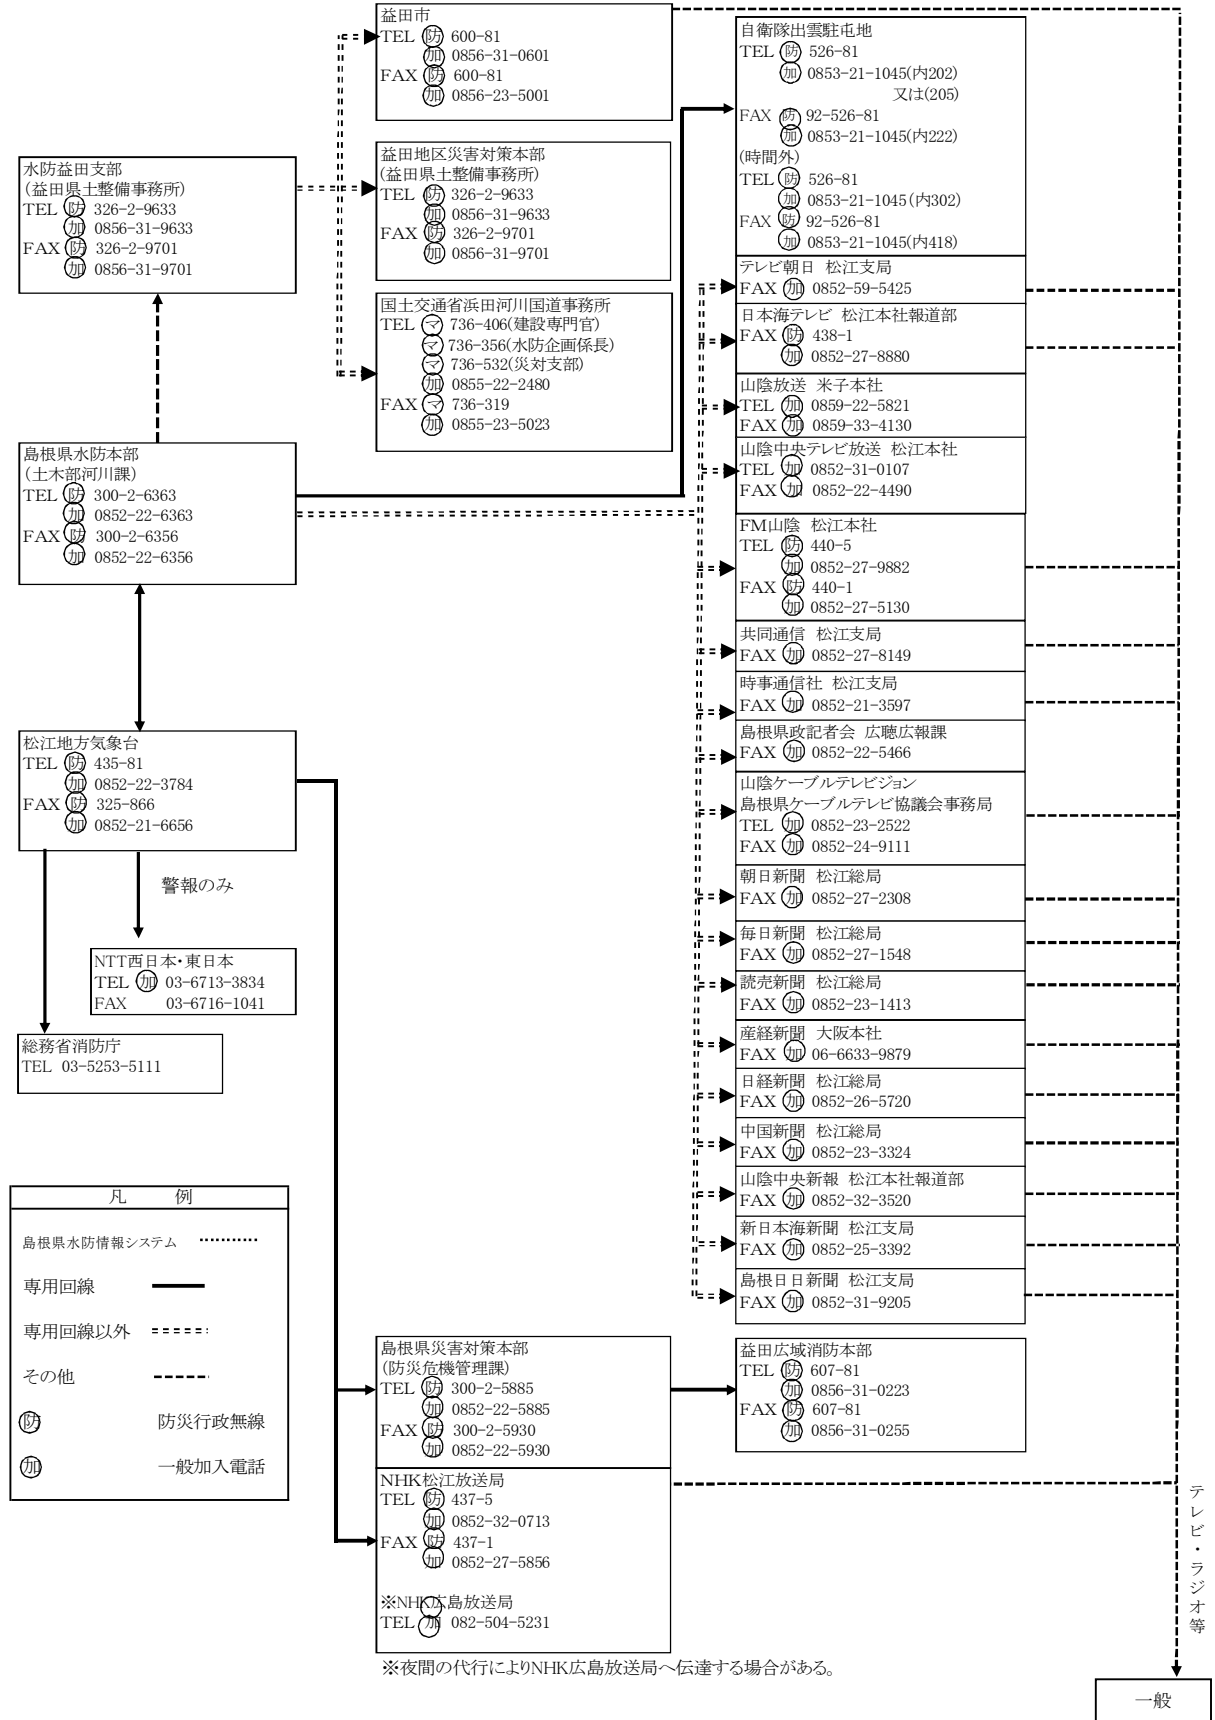 益田市
TEL 防 600-81
加 0856-31-0601
FAX 防 600-81
加 0856-23-5001
自衛隊出雲駐屯地
TEL 防 526-81
加 0853-21-1045(内202)
又は(205)
FAX 防 92-526-81
加 0853-21-1045(内222)
(時間外)
TEL 防 526-81
加 0853-21-1045(内302)
FAX 防 92-526-81
加 0853-21-1045(内418)
水防益田支部
(益田県土整備事務所)
TEL 防 326-2-9633
加 0856-31-9633
FAX 防 326-2-9701
加 0856-31-9701
益田地区災害対策本部
(益田県土整備事務所)
TEL 防 326-2-9633
加 0856-31-9633
FAX 防 326-2-9701
加 0856-31-9701
国土交通省浜田河川国道事務所
TEL マ 736-406(建設専門官)
マ 736-356(水防企画係長)
マ 736-532(災対支部)
加 0855-22-2480
FAX マ 736-319
加 0855-23-5023
島根県水防本部
(土木部河川課)
TEL 防 300-2-6363
加 0852-22-6363
FAX 防 300-2-6356
加 0852-22-6356
テレビ朝日 松江支局
FAX 加 0852-59-5425
日本海テレビ 松江本社報道部
FAX 防 438-1
加 0852-27-8880
山陰放送 米子本社
TEL 加 0859-22-5821
FAX 加 0859-33-4130
山陰中央テレビ放送 松江本社
TEL 加 0852-31-0107
FAX 加 0852-22-4490
FM山陰 松江本社
TEL 防 440-5
加 0852-27-9882
FAX 防 440-1
加 0852-27-5130
共同通信 松江支局
FAX 加 0852-27-8149
時事通信社 松江支局
FAX 加 0852-21-3597
島根県政記者会 広聴広報課
FAX 加 0852-22-5466
山陰ケーブルテレビジョン
島根県ケーブルテレビ協議会事務局
TEL 加 0852-23-2522
FAX 加 0852-24-9111
朝日新聞 松江総局
FAX 加 0852-27-2308
毎日新聞 松江総局
FAX 加 0852-27-1548
読売新聞 松江総局
FAX 加 0852-23-1413
産経新聞 大阪本社
FAX 加 06-6633-9879
日経新聞 松江総局
FAX 加 0852-26-5720
中国新聞 松江総局
FAX 加 0852-23-3324
山陰中央新報 松江本社報道部
FAX 加 0852-32-3520
新日本海新聞 松江支局
FAX 加 0852-25-3392
島根日日新聞 松江支局
FAX 加 0852-31-9205
松江地方気象台
TEL 防 435-81
加 0852-22-3784
FAX 防 325-866
加 0852-21-6656
警報のみ
NTT西日本・東日本
TEL 加 03-6713-3834
FAX 03-6716-1041
総務省消防庁
TEL 03-5253-5111
凡 例
島根県水防情報システム
専用回線
専用回線以外
その他
防 防災行政無線
加 一般加入電話
島根県災害対策本部
(防災危機管理課)
TEL 防 300-2-5885
加 0852-22-5885
FAX 防 300-2-5930
加 0852-22-5930
益田広域消防本部
TEL 防 607-81
加 0856-31-0223
FAX 防 607-81
加 0856-31-0255
NHK松江放送局
TEL 防 437-5
加 0852-32-0713
FAX 防 437-1
加 0852-27-5856
※NHK広島放送局
TEL 加 082-504-5231
※夜間の代行によりNHK広島放送局へ伝達する場合がある。
テレビ・ラジオ等
一般